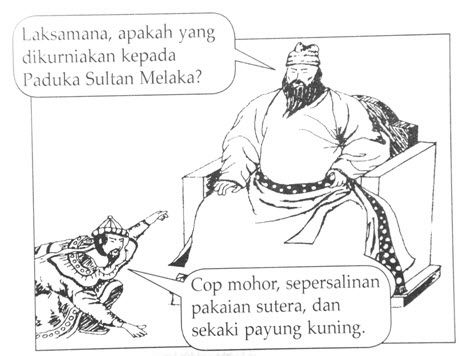 Laksamana, apakah yang
dikurniakan kepada
Paduka Sultan Melaka?
Cop mohor, sepersalinan
pakaian sutera, dan
sekaki payung kuning.